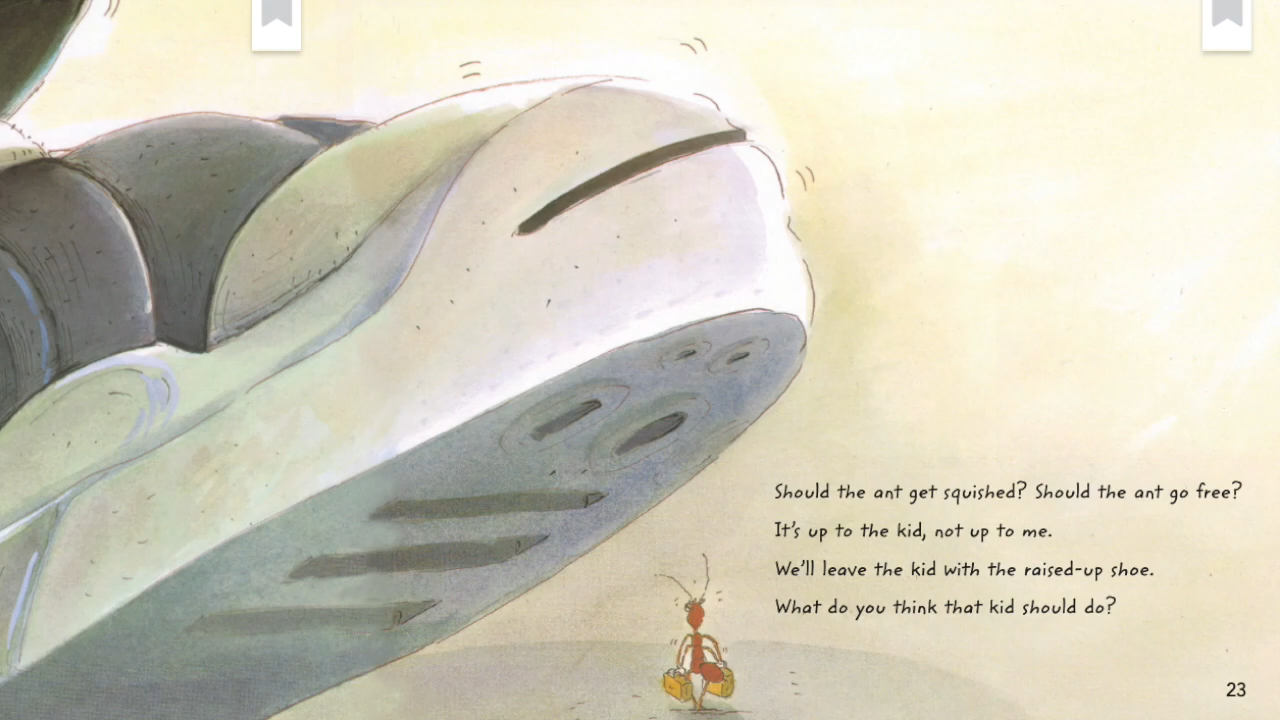 Should the ant get squished? Should the ant go free?
It's up to the kid, not up to me.
We'll leave the kid with the raised-up shoe.
What do you think that kid should do?
23